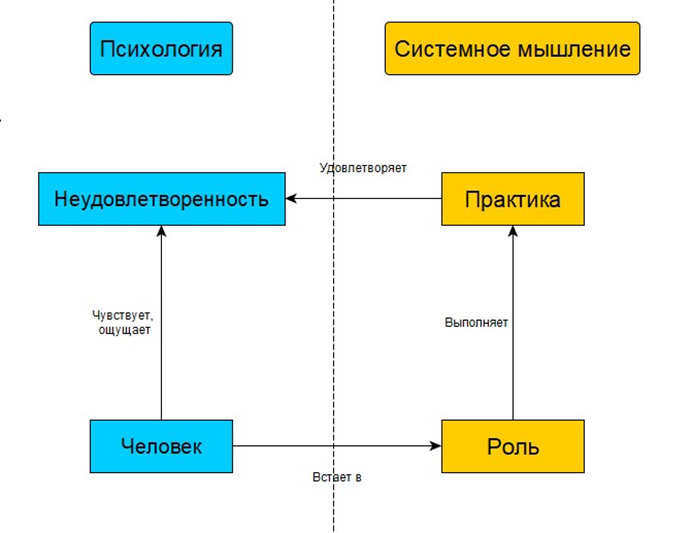 Психология
Системное мышление
Удовлетворяет
Неудовлетворенность
Практика
Чувствует,
ощущает
Выполняет
Человек
Роль
Встает в